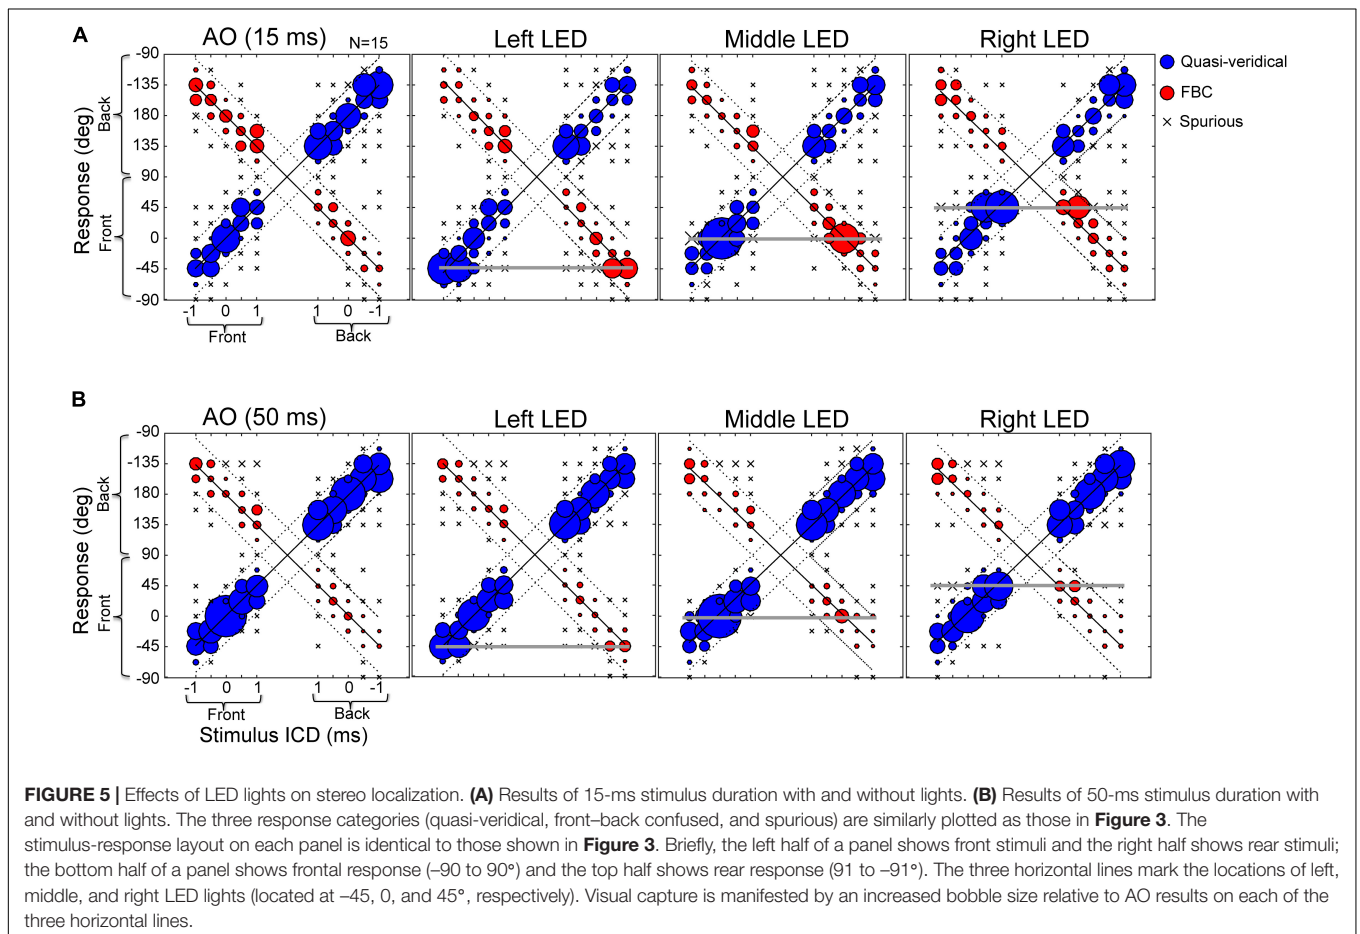 A
AO (15 ms)
N=15
Left LED
Middle LED
Right LED
Quasi-veridical
FBC
Spurious
Response (deg)
Back
Front
-90
-135
180
135
90
45
0
-45
-90
-1 0 1 1 0 -1
Front
Back
B
AO (50 ms)
Left LED
Middle LED
Right LED
Response (deg)
Back
Front
-90
-135
180
135
90
45
0
-45
-90
-1 0 1 1 0 -1
Front
Back
Stimulus ICD (ms)
FIGURE 5 | Effects of LED lights on stereo localization. (A) Results of 15-ms stimulus duration with and without lights. (B) Results of 50-ms stimulus duration with
and without lights. The three response categories (quasi-veridical, front–back confused, and spurious) are similarly plotted as those in Figure 3. The
stimulus-response layout on each panel is identical to those shown in Figure 3. Briefly, the left half of a panel shows front stimuli and the right half shows rear stimuli;
the bottom half of a panel shows frontal response (–90 to 90°) and the top half shows rear response (91 to –91°). The three horizontal lines mark the locations of left,
middle, and right LED lights (located at –45, 0, and 45°, respectively). Visual capture is manifested by an increased bobble size relative to AO results on each of the
three horizontal lines.